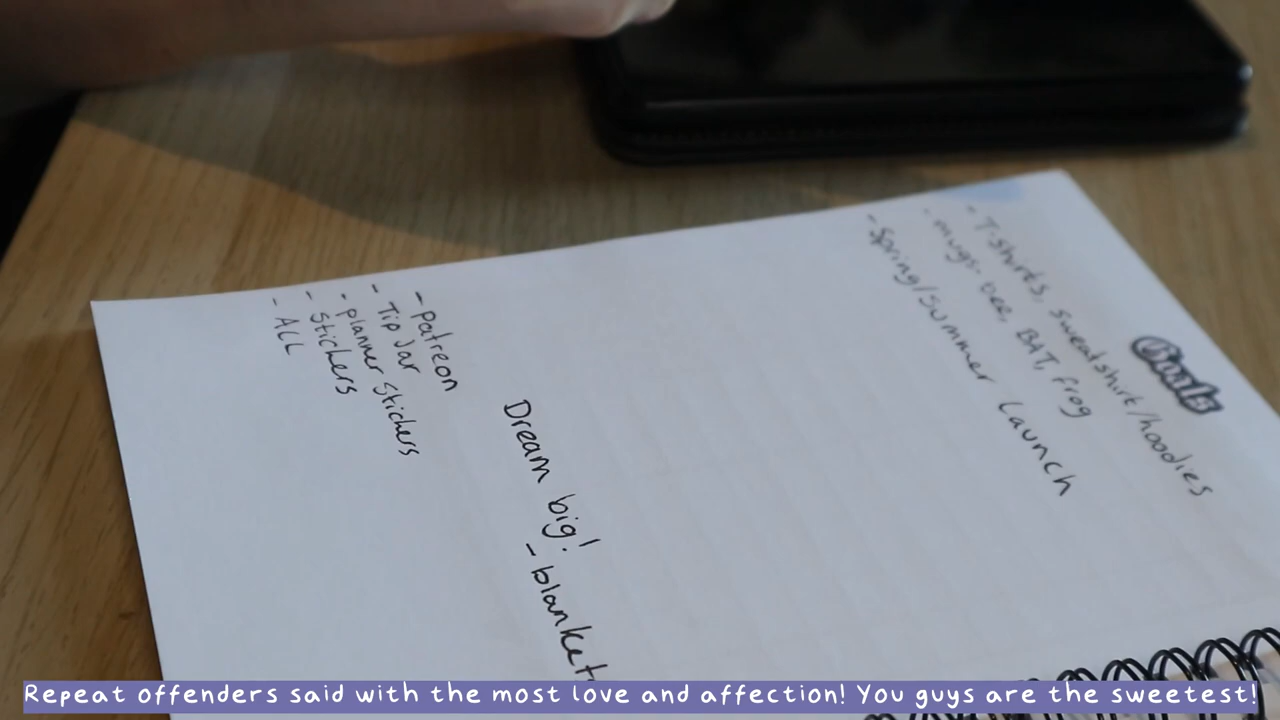 Goals
- T-shirts, sweatshirt/hoodies
- mugs- bee, BAT, frog
- Spring/Summer Launch
Dream big!
- blanket
- Patreon
- Tip Jar
- planner stickers
- Stickers
- ALL
Repeat offenders said with the most love and affection! You guys are the sweetest!